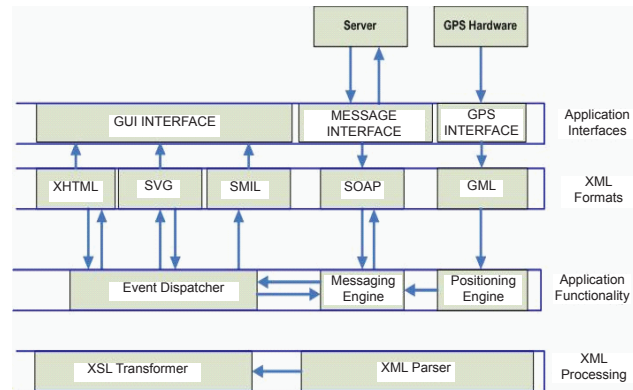 Server
GPS Hardware
GUI INTERFACE
MESSAGE
INTERFACE
GPS
INTERFACE
Application
Interfaces
XHTML
SVG
SMIL
SOAP
GML
XML
Formats
Event Dispatcher
Messaging
Engine
Positioning
Engine
Application
Functionality
XSL Transformer
XML Parser
XML
Processing